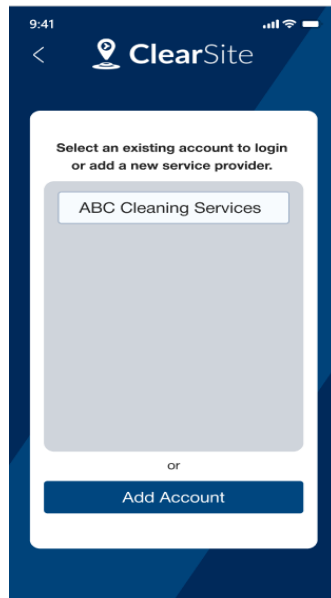 9:41
ClearSite
Select an existing account to login
or add a new service provider.
ABC Cleaning Services
or
Add Account